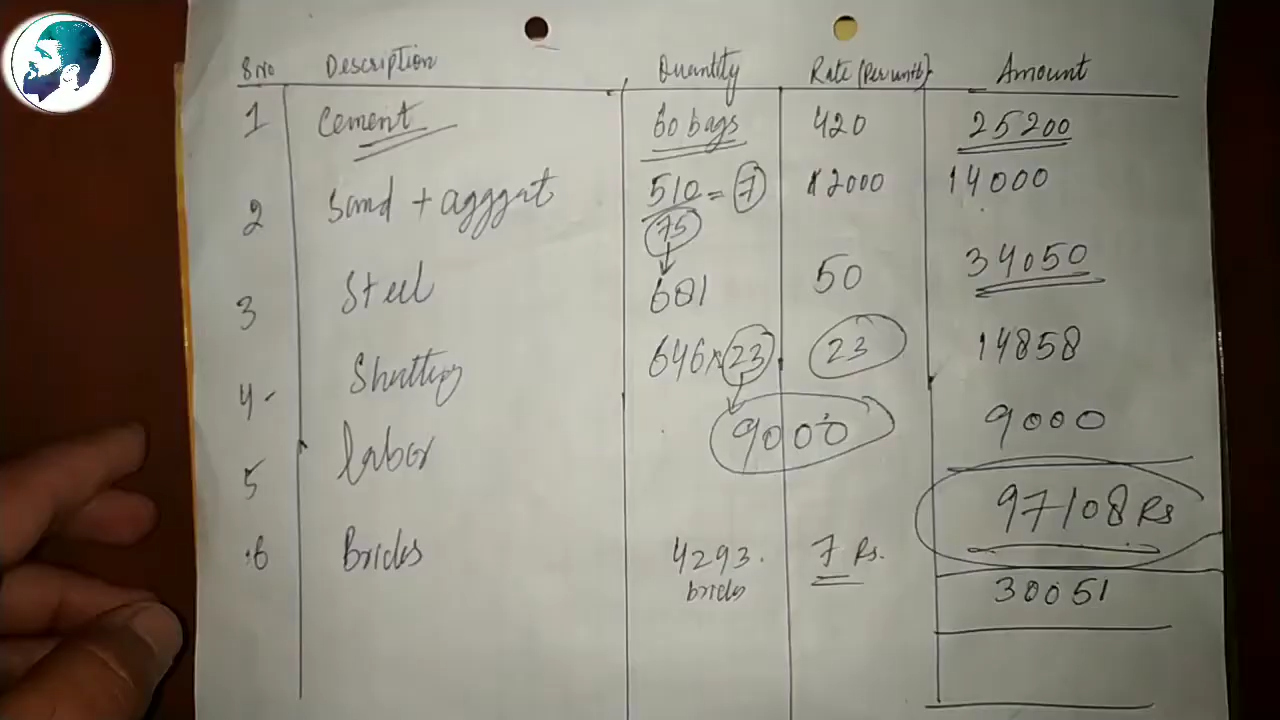 S No Description Quantity Rate (Per unit) Amount
1 Cement 60 bags 420 25200
2 Sand + agggat 510 = 7 2000 14000
75
3 Steel 681 50 34050
4 - Shuttring 646 x 23 23 14858
5 labor 9000 9000
97108 Rs
6 Bricks 4293. 7 Rs. 30051
bricks